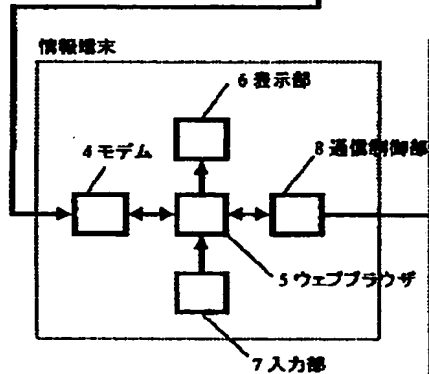 情報端末
6 表示部
4 モデム
8 通信制御部
5 ウェブブラウザ
7 入力部